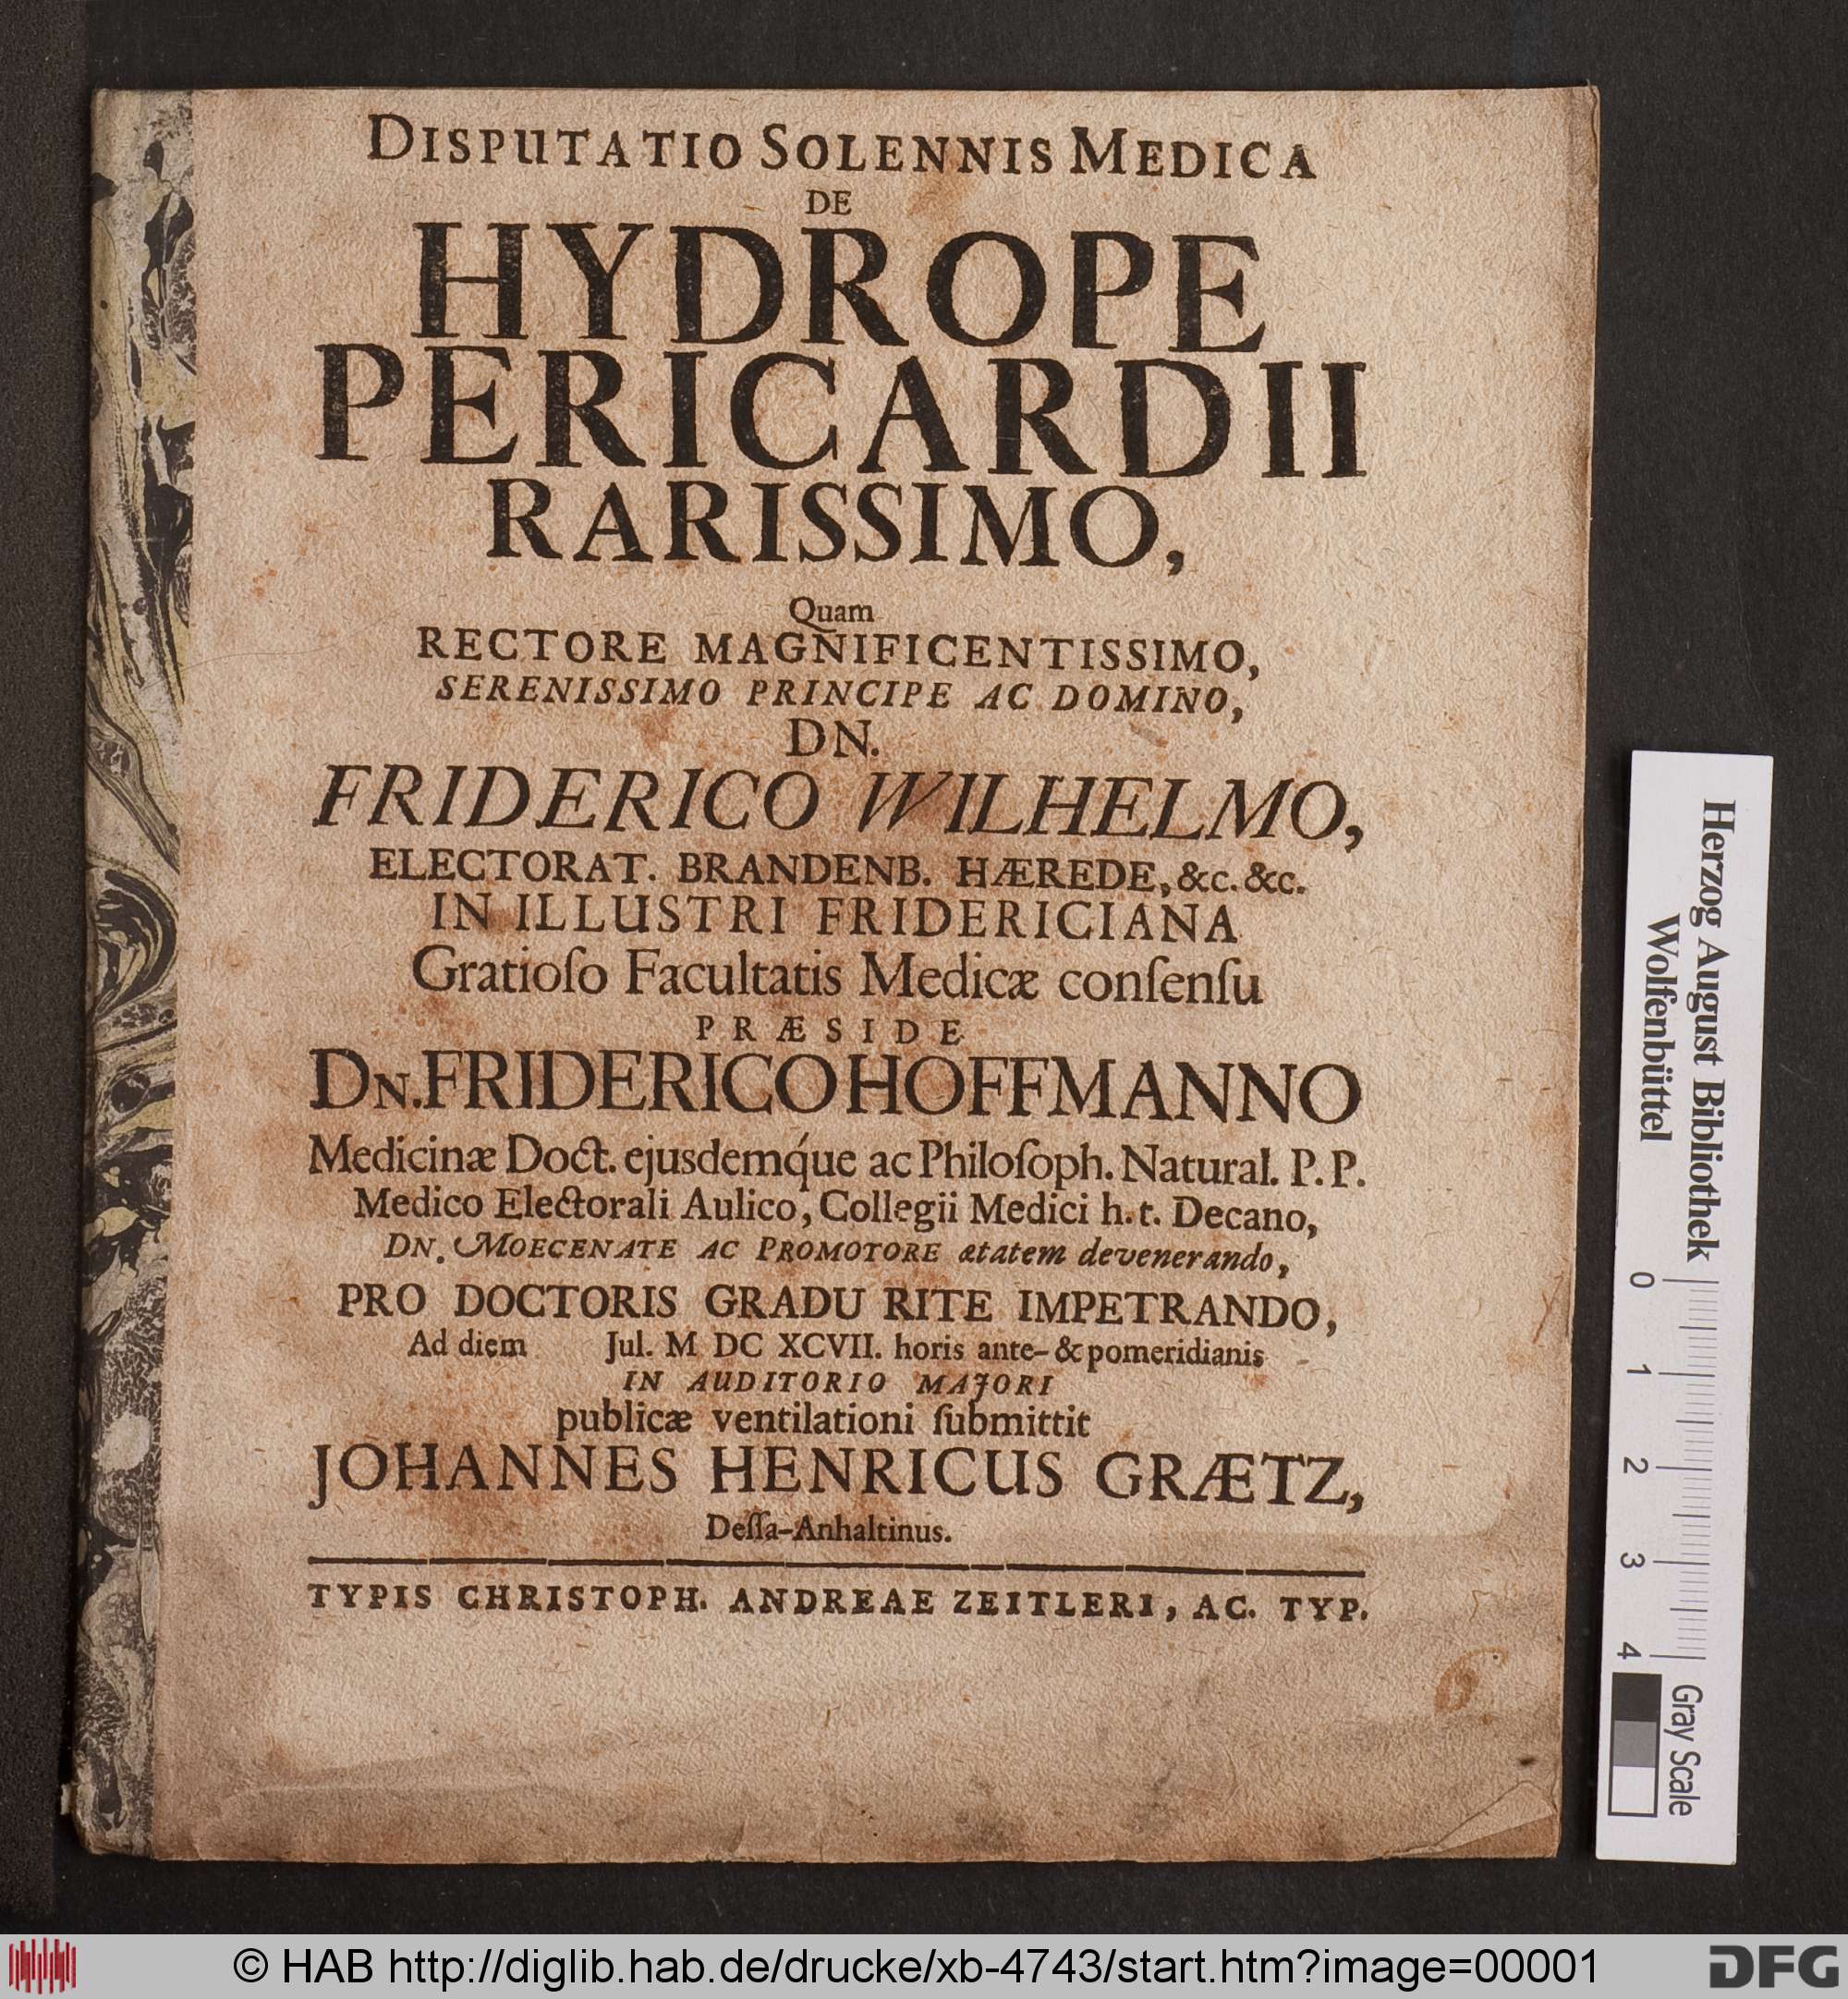 DISPUTATIO SOLENNIS MEDICA
DE
HYDROPE
PERICARDII
RARISSIMO,
Quam
RECTORE MAGNIFICENTISSIMO,
SERENISSIMO PRINCIPE AC DOMINO,
DN.
FRIDERICO WILHELMO,
ELECTORAT. BRANDENB. HÆREDE, &c. &c.
IN ILLUSTRI FRIDERICIANA
Gratioſo Facultatis Medicæ conſenſu
PRÆSIDE
DN. FRIDERICO HOFFMANNO
Medicinæ Doct. ejusdemq́ue ac Philoſoph. Natural. P. P.
Medico Electorali Aulico, Collegii Medici h. t. Decano,
DN. MOECENATE AC PROMOTORE ætatem devenerando,
PRO DOCTORIS GRADU RITE IMPETRANDO,
Ad diem Jul. M DC XCVII. horis ante- & pomeridianis
IN AUDITORIO MAJORI
publicæ ventilationi ſubmittit
JOHANNES HENRICUS GRÆTZ,
Deſſa-Anhaltinus.
TYPIS CHRISTOPH. ANDREAE ZEITLERI, AC. TYP.
6
Herzog August Bibliothek
Wolfenbüttel
0 1 2 3 4
Gray Scale
© HAB http://diglib.hab.de/drucke/xb-4743/start.htm?image=00001
DFG